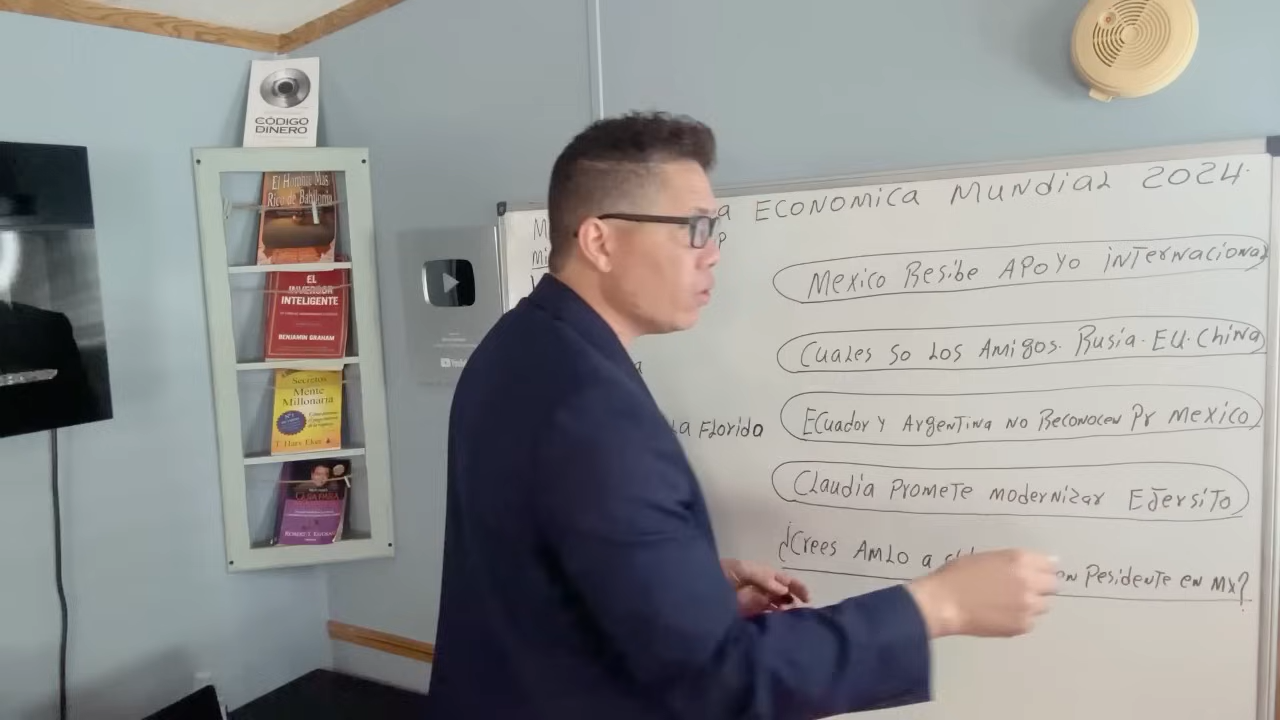 CÓDIGO
DINERO
El Hombre Mas
Rico de Babilonia
EL
INVERSOR
INTELIGENTE
BENJAMIN GRAHAM
Secretos
Mente
Millonaria
T. Harv Eker
a ECONOMICA MUNDIAL 2024.
P
MEXICO RESIBE APOYO INTERNACIONAL
CUALES SO LOS AMIGOS. RUSIA. EU. CHINA
ECUADOR Y ARGENTINA NO RECONOCEN Pr MEXICO
LA FLORIDO
CLAUDIA PROMETE MODERNIZAR EJERSITO
¿CREES AMLO a
ON PESIDENTE EN MX?